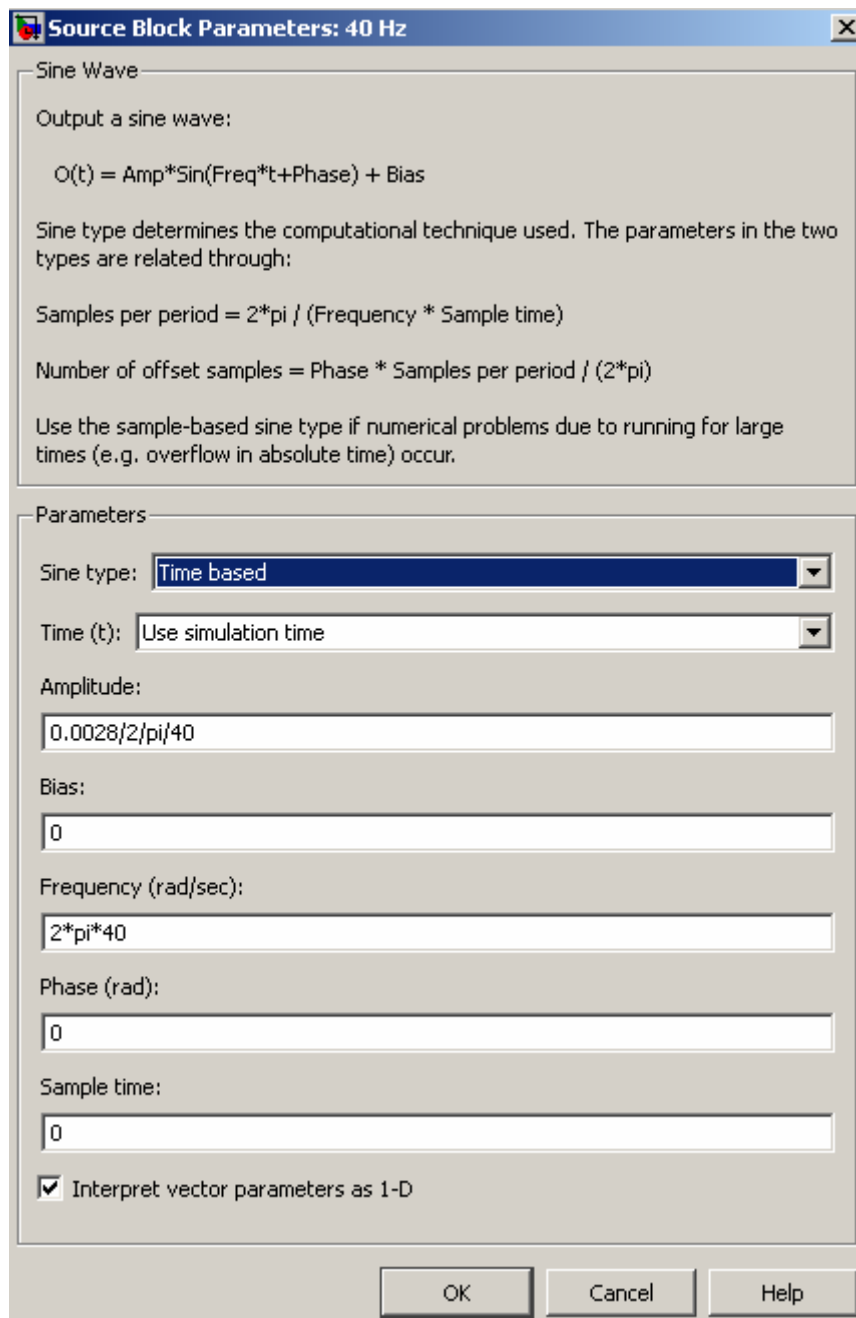 Source Block Parameters: 40 Hz
Sine Wave
Output a sine wave:
O(t) = Amp*Sin(Freq*t+Phase) + Bias
Sine type determines the computational technique used. The parameters in the two
types are related through:
Samples per period = 2*pi / (Frequency * Sample time)
Number of offset samples = Phase * Samples per period / (2*pi)
Use the sample-based sine type if numerical problems due to running for large
times (e.g. overflow in absolute time) occur.
Parameters
Sine type: Time based
Time (t): Use simulation time
Amplitude:
0.0028/2/pi/40
Bias:
0
Frequency (rad/sec):
2*pi*40
Phase (rad):
0
Sample time:
0
Interpret vector parameters as 1-D
OK Cancel Help